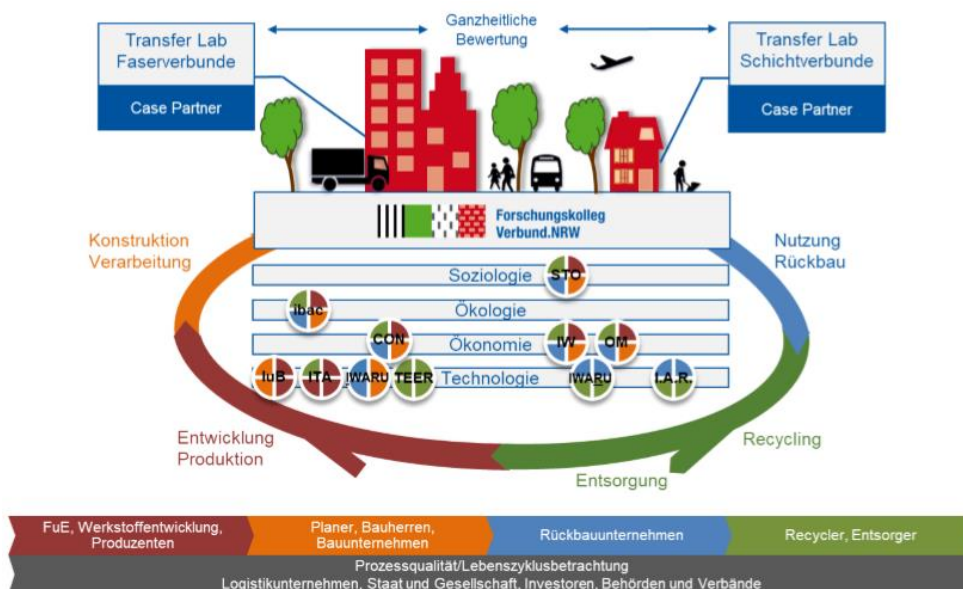 Ganzheitliche
Bewertung
Transfer Lab
Faserverbunde
Case Partner
Transfer Lab
Schichtverbunde
Case Partner
Forschungskolleg
Verbund.NRW
Konstruktion
Verarbeitung
Nutzung
Rückbau
Soziologie
STO
ibac
Ökologie
CON
Ökonomie
IW
OM
IuB
ITA
IWARU
TEER
Technologie
IWARU
I.A.R.
Entwicklung
Produktion
Recycling
Entsorgung
FuE, Werkstoffentwicklung,
Produzenten
Planer, Bauherren,
Bauunternehmen
Rückbauunternehmen
Recycler, Entsorger
Prozessqualität/Lebenszyklusbetrachtung
Logistikunternehmen, Staat und Gesellschaft, Investoren, Behörden und Verbände